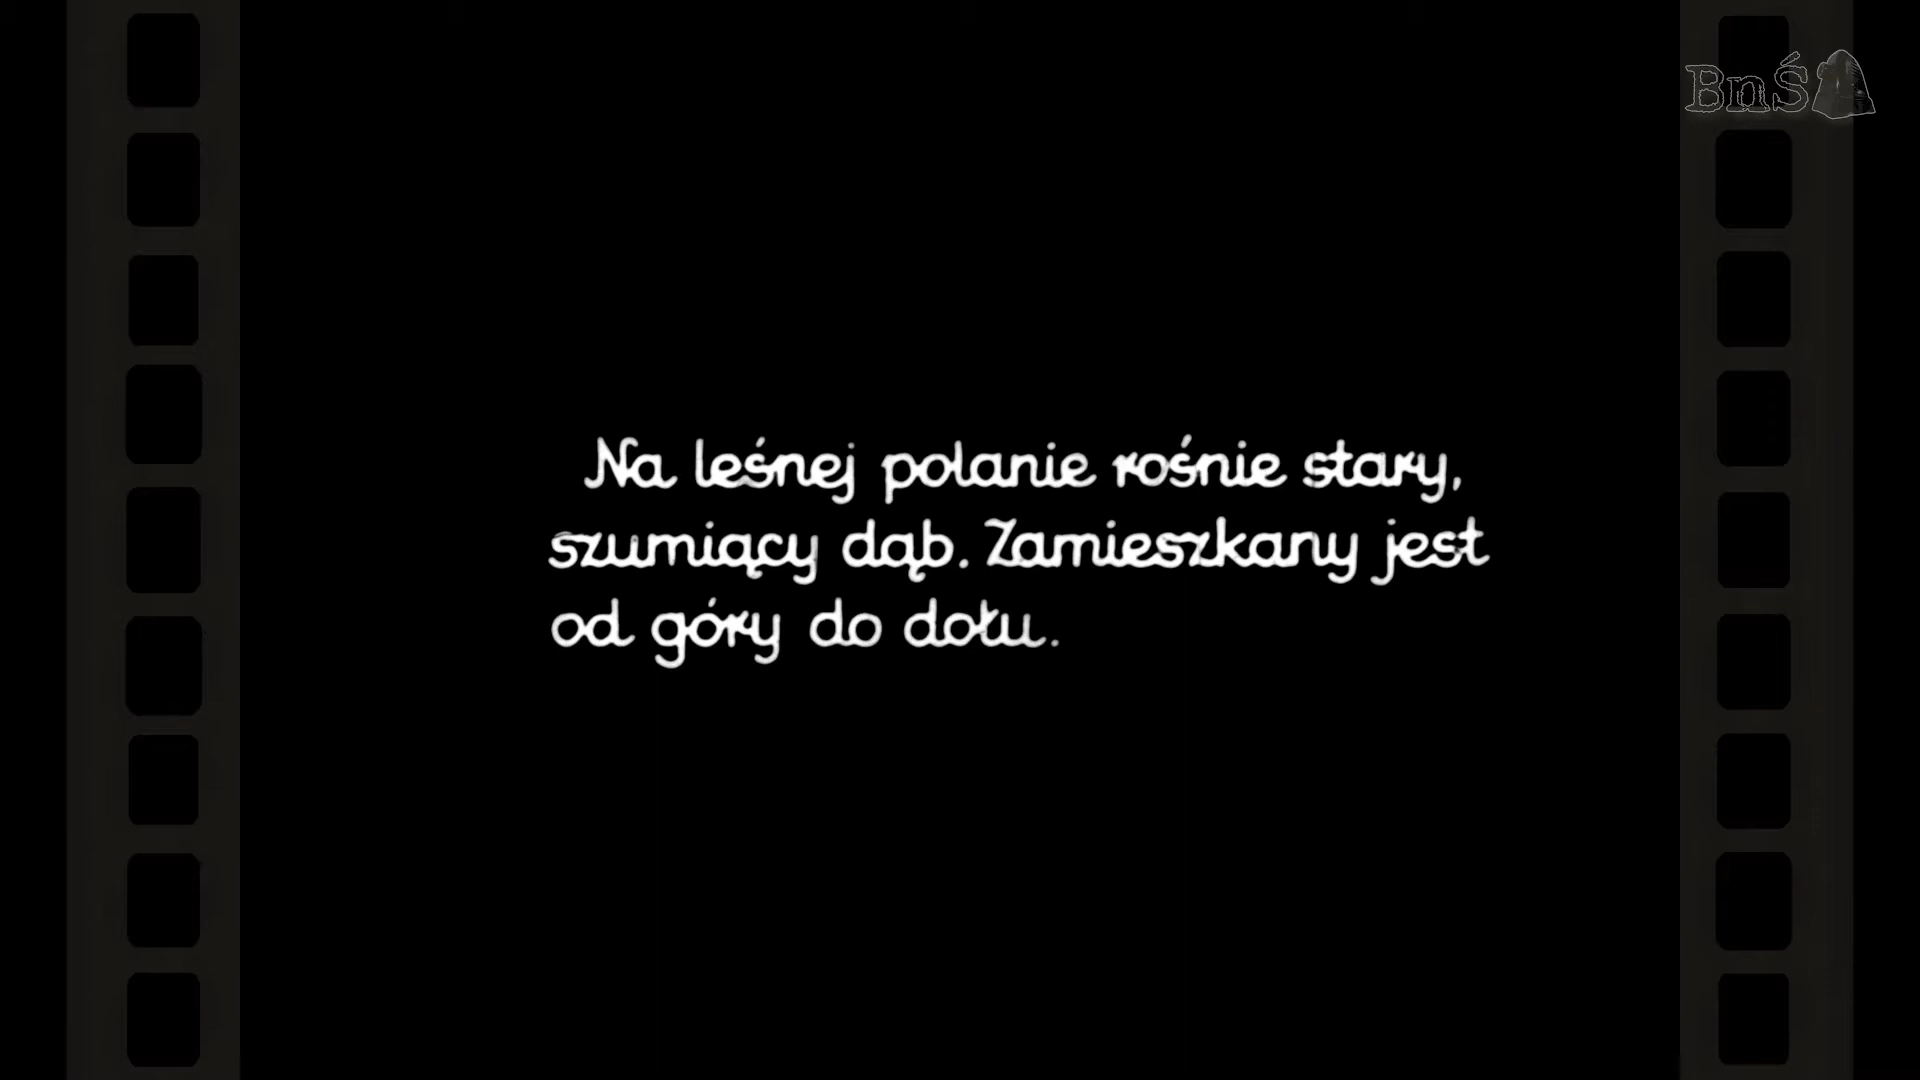 BnŚ
Na leśnej polanie rośnie stary,
szumiący dąb. Zamieszkany jest
od góry do dołu.